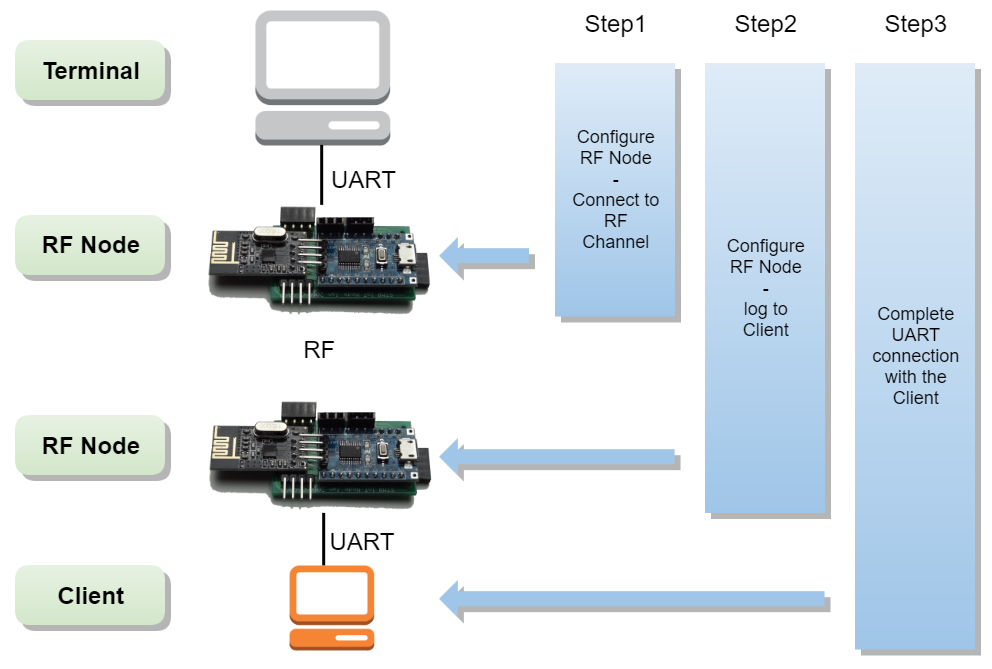 Step1
Step2
Step3
Terminal
Configure
RF Node
-
Connect to
RF
Channel
UART
RF Node
Configure
RF Node
-
log to
Client
RF
Complete
UART
connection
with the
Client
RF Node
UART
Client